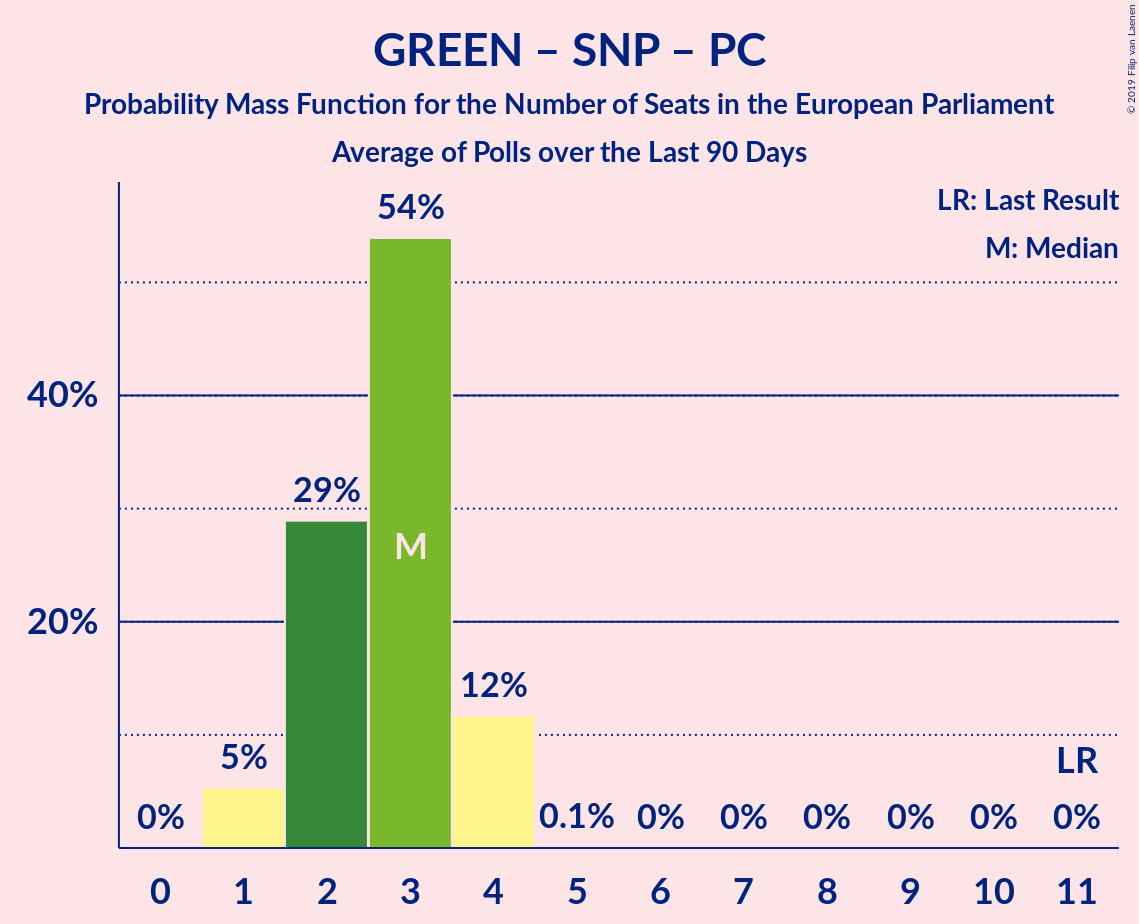 GREEN – SNP – PC
Probability Mass Function for the Number of Seats in the European Parliament
Average of Polls over the Last 90 Days
© 2019 Filip van Laenen
LR: Last Result
M: Median
54%
40%
29%
M
20%
12%
5%
LR
0%
0.1%
0%
0%
0%
0%
0%
0%
0 1 2 3 4 5 6 7 8 9 10 11